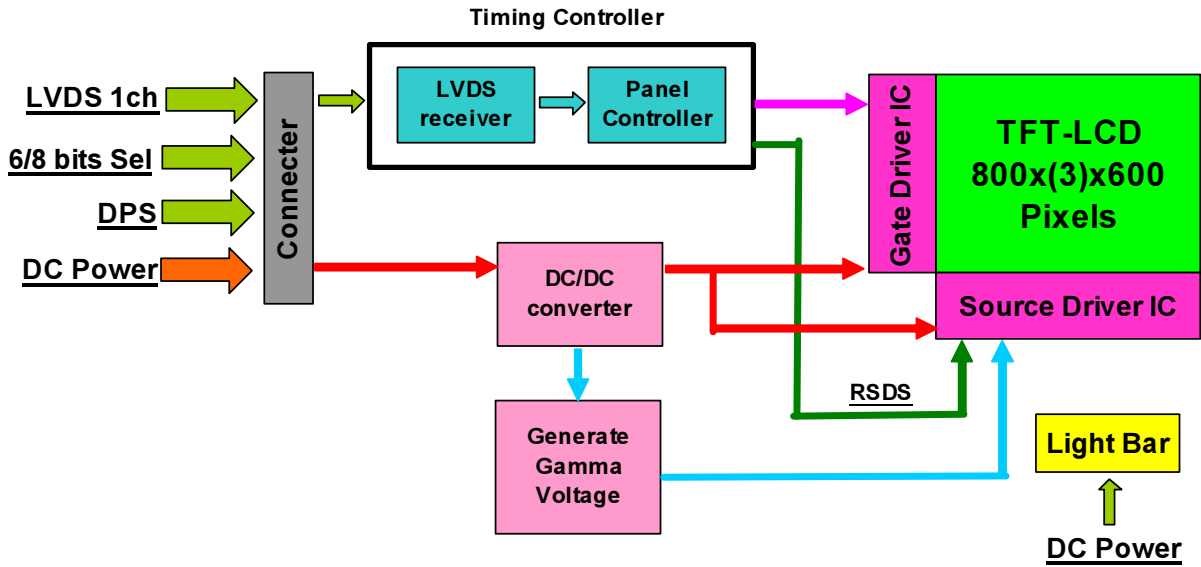 Timing Controller
LVDS 1ch
6/8 bits Sel
DPS
DC Power
Connecter
LVDS
receiver
Panel
Controller
Gate Driver IC
TFT-LCD
800x(3)x600
Pixels
DC/DC
converter
Source Driver IC
RSDS
Generate
Gamma
Voltage
Light Bar
DC Power